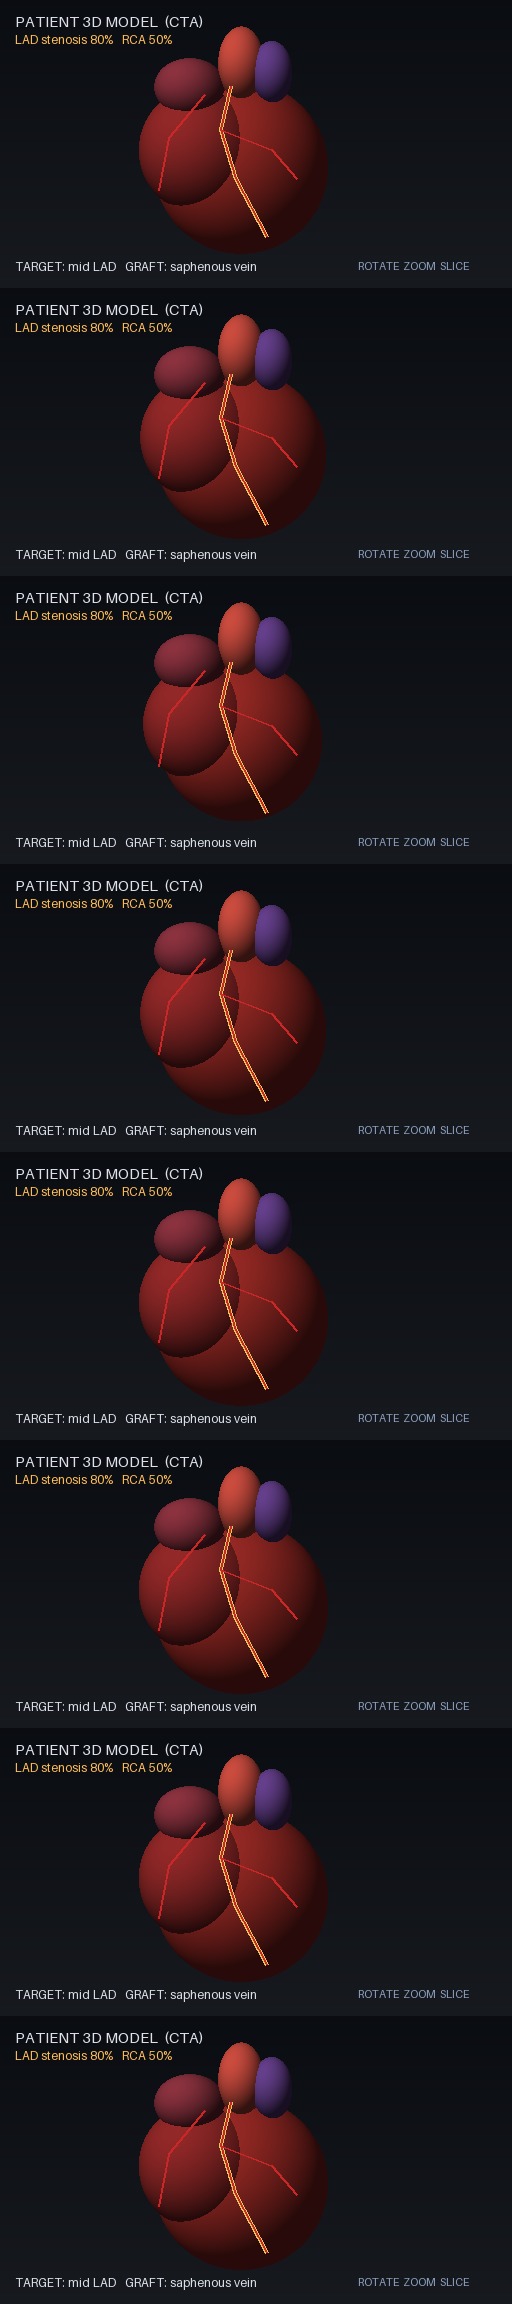 PATIENT 3D MODEL (CTA)
LAD stenosis 80% RCA 50%
TARGET: mid LAD GRAFT: saphenous vein
ROTATE ZOOM SLICE
PATIENT 3D MODEL (CTA)
LAD stenosis 80% RCA 50%
TARGET: mid LAD GRAFT: saphenous vein
ROTATE ZOOM SLICE
PATIENT 3D MODEL (CTA)
LAD stenosis 80% RCA 50%
TARGET: mid LAD GRAFT: saphenous vein
ROTATE ZOOM SLICE
PATIENT 3D MODEL (CTA)
LAD stenosis 80% RCA 50%
TARGET: mid LAD GRAFT: saphenous vein
ROTATE ZOOM SLICE
PATIENT 3D MODEL (CTA)
LAD stenosis 80% RCA 50%
TARGET: mid LAD GRAFT: saphenous vein
ROTATE ZOOM SLICE
PATIENT 3D MODEL (CTA)
LAD stenosis 80% RCA 50%
TARGET: mid LAD GRAFT: saphenous vein
ROTATE ZOOM SLICE
PATIENT 3D MODEL (CTA)
LAD stenosis 80% RCA 50%
TARGET: mid LAD GRAFT: saphenous vein
ROTATE ZOOM SLICE
PATIENT 3D MODEL (CTA)
LAD stenosis 80% RCA 50%
TARGET: mid LAD GRAFT: saphenous vein
ROTATE ZOOM SLICE